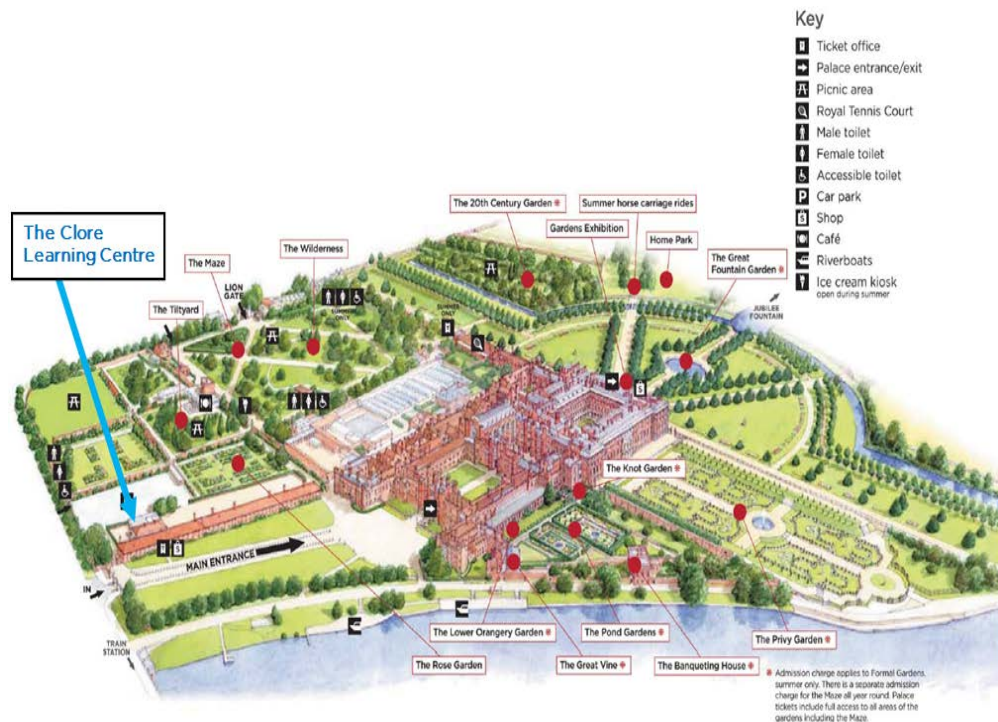 Key
Ticket office
Palace entrance/exit
Picnic area
Royal Tennis Court
Male toilet
Female toilet
Accessible toilet
P Car park
Shop
Café
Riverboats
Ice cream kiosk
open during summer
The Clore
Learning Centre
The 20th Century Garden ❋
Summer horse carriage rides
Gardens Exhibition
Home Park
The Great
Fountain Garden ❋
The Wilderness
The Maze
LION
GATE
The Tiltyard
SUMMER
ONLY
SUMMER
ONLY
JUBILEE
FOUNTAIN
S
The Knot Garden ❋
S
MAIN ENTRANCE
IN
TRAIN
STATION
The Lower Orangery Garden ❋
The Pond Gardens ❋
The Privy Garden ❋
The Rose Garden
The Great Vine ❋
The Banqueting House ❋
❋ Admission charge applies to Formal Gardens,
summer only. There is a separate admission
charge for the Maze all year round. Palace
tickets include full access to all areas of the
gardens including the Maze.